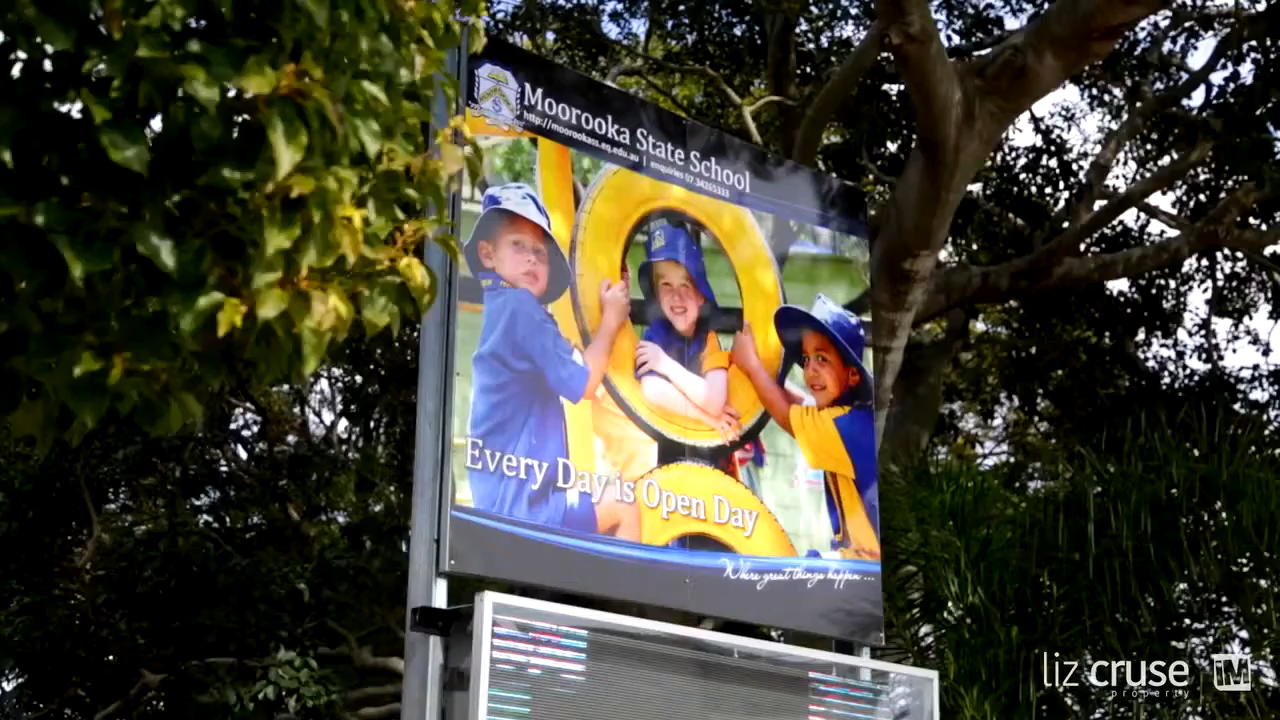 Moorooka State School
http://moorookass.eq.edu.au | enquiries 07 34265333
Every Day is Open Day
Where great things happen ...
liz cruse
property
iM